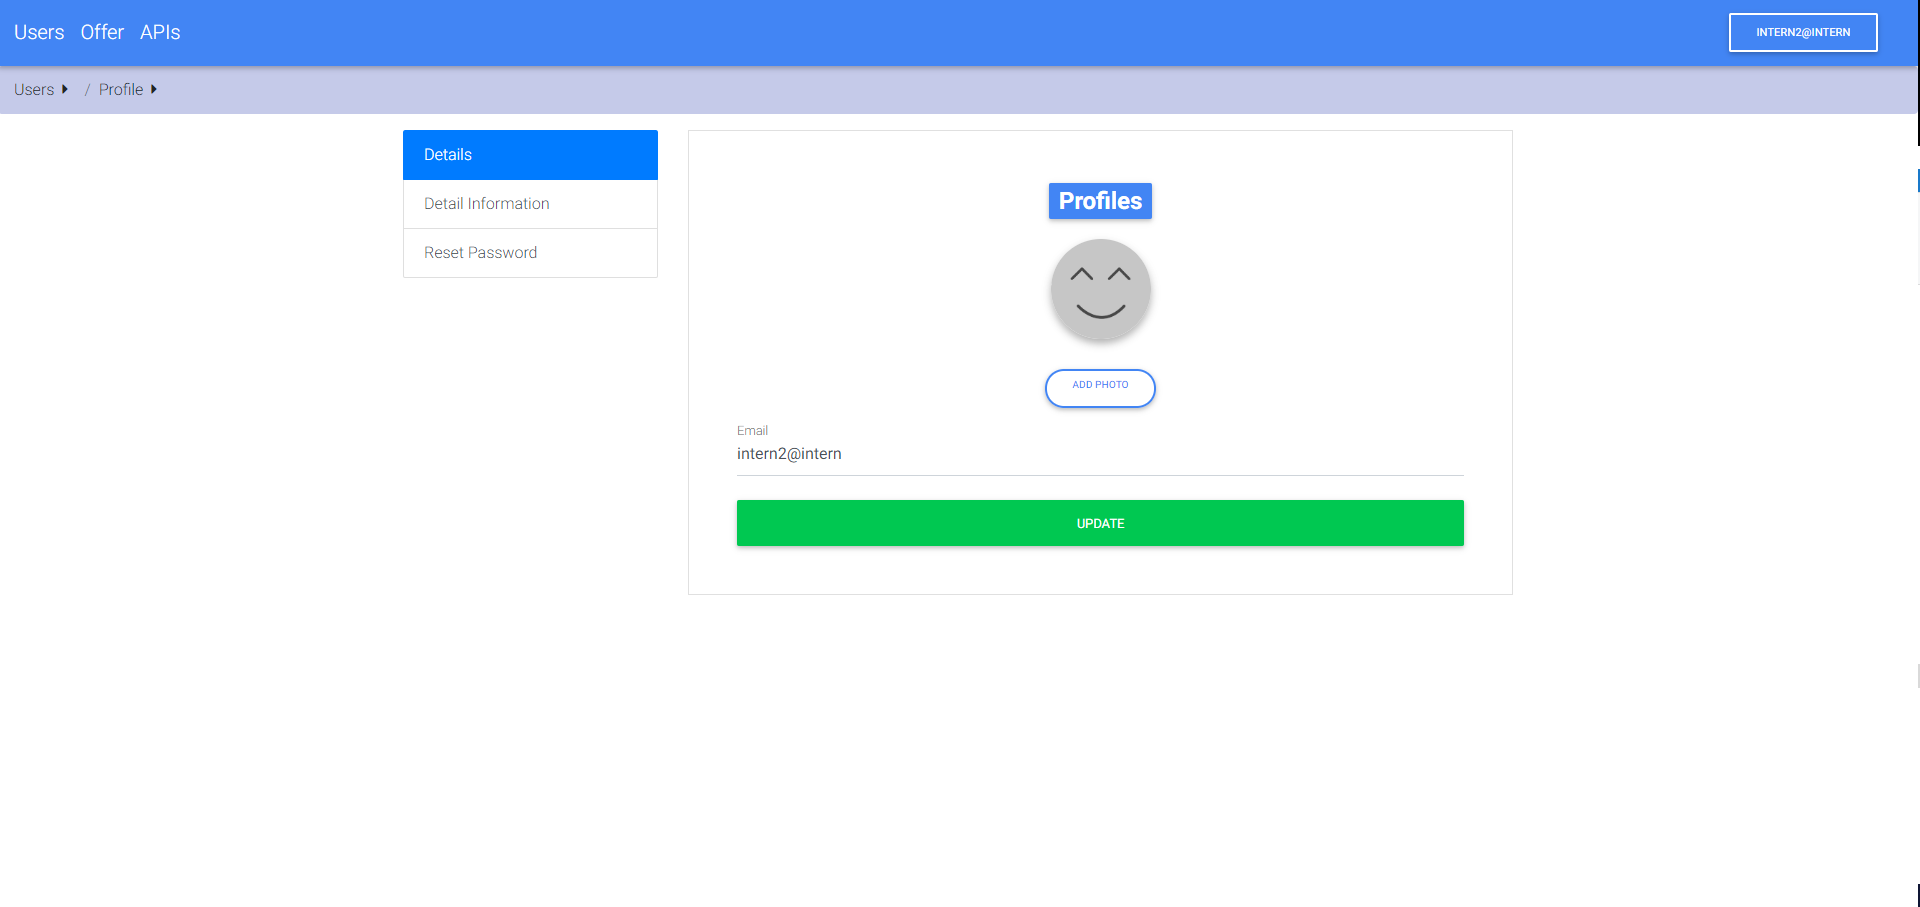 Users Offer APIs
INTERN2@INTERN
Users / Profile
Details
Detail Information
Reset Password
Profiles
ADD PHOTO
Email
intern2@intern
UPDATE